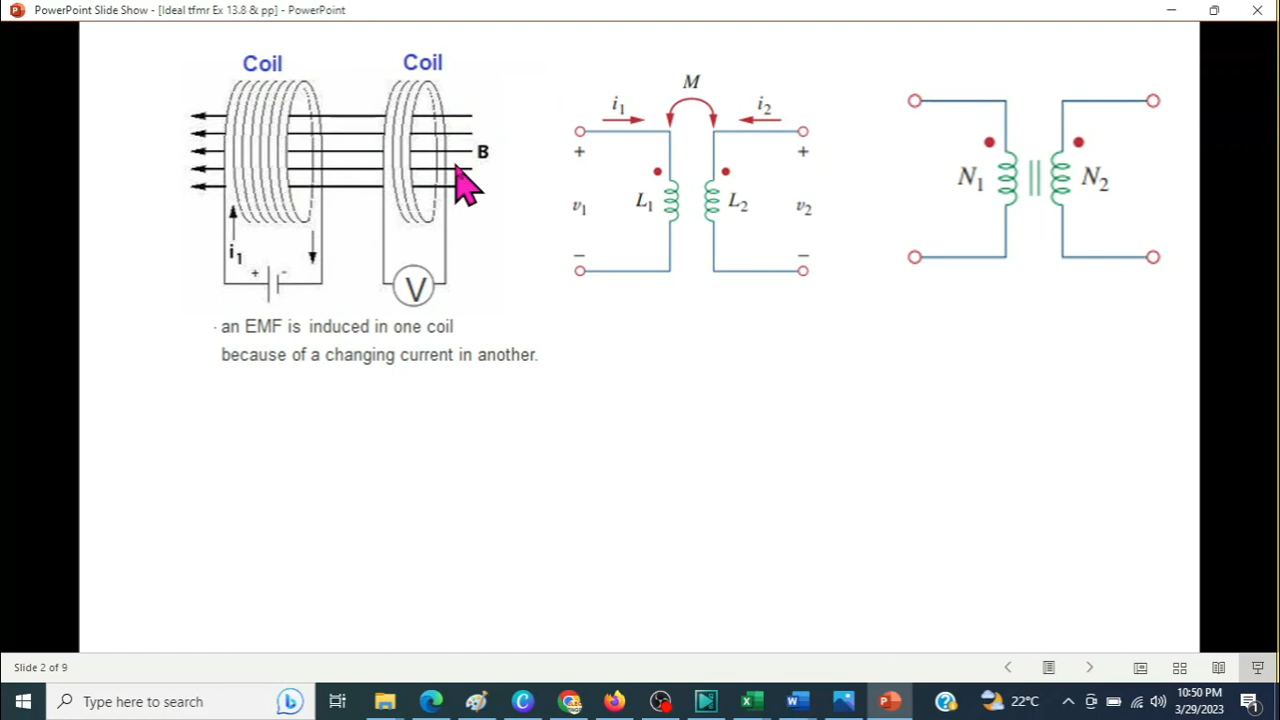 PowerPoint Slide Show - [Ideal tfmr Ex 13.8 & pp] - PowerPoint
Coil
Coil
B
i1
+ -
V
· an EMF is induced in one coil
because of a changing current in another.
M
i1
i2
+
+
v1
L1
L2
v2
−
−
N1
N2
Slide 2 of 9
Type here to search
22°C
10:50 PM
3/29/2023
1